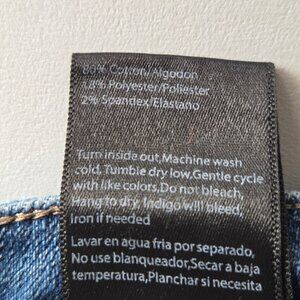 80% Cotton/Algodon
18% Polyester/Poliester
2% Spandex/Elastano
Turn inside out,Machine wash
cold, Tumble dry low,Gentle cycle
with like colors,Do not bleach,
Hang to dry, Indigo will bleed,
Iron if needed
Lavar en agua fria por separado,
No use blanqueador,Secar a baja
temperatura,Planchar si necesita